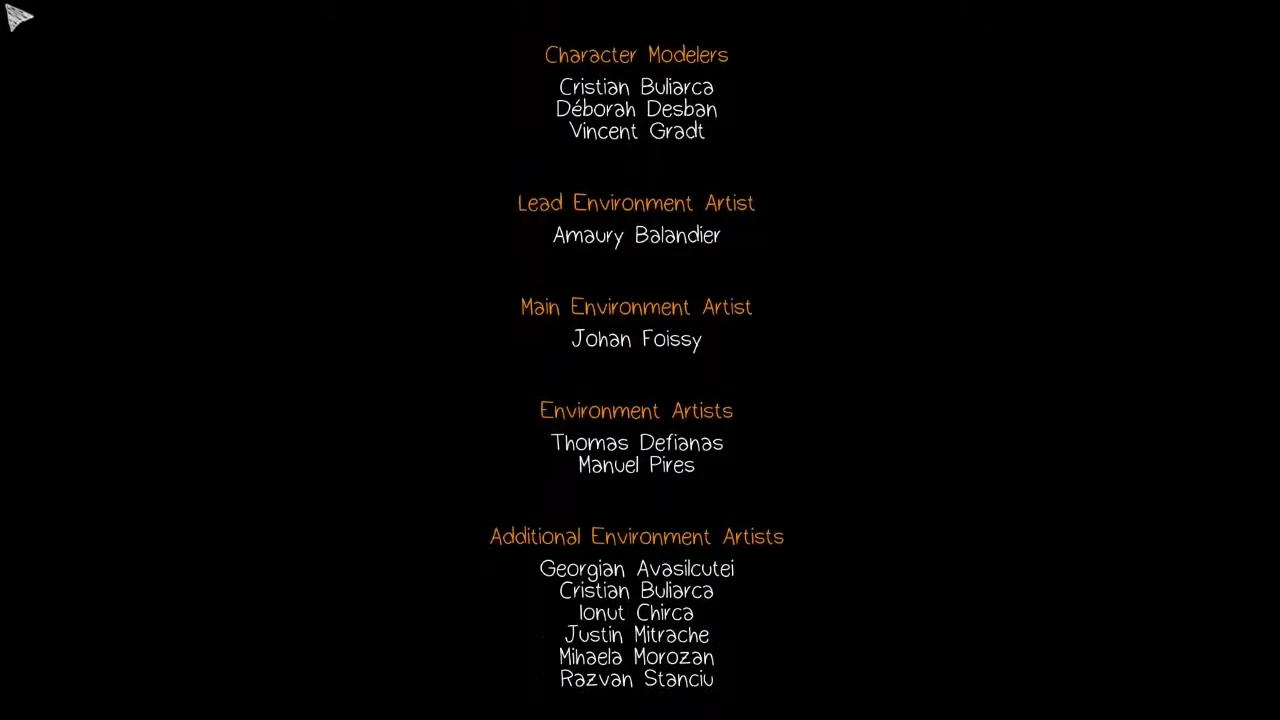 Character Modelers
Cristian Buliarca
Déborah Desban
Vincent Gradt
Lead Environment Artist
Amaury Balandier
Main Environment Artist
Johan Foissy
Environment Artists
Thomas Defianas
Manuel Pires
Additional Environment Artists
Georgian Avasilcutei
Cristian Buliarca
Ionut Chirca
Justin Mitrache
Mihaela Morozan
Razvan Stanciu